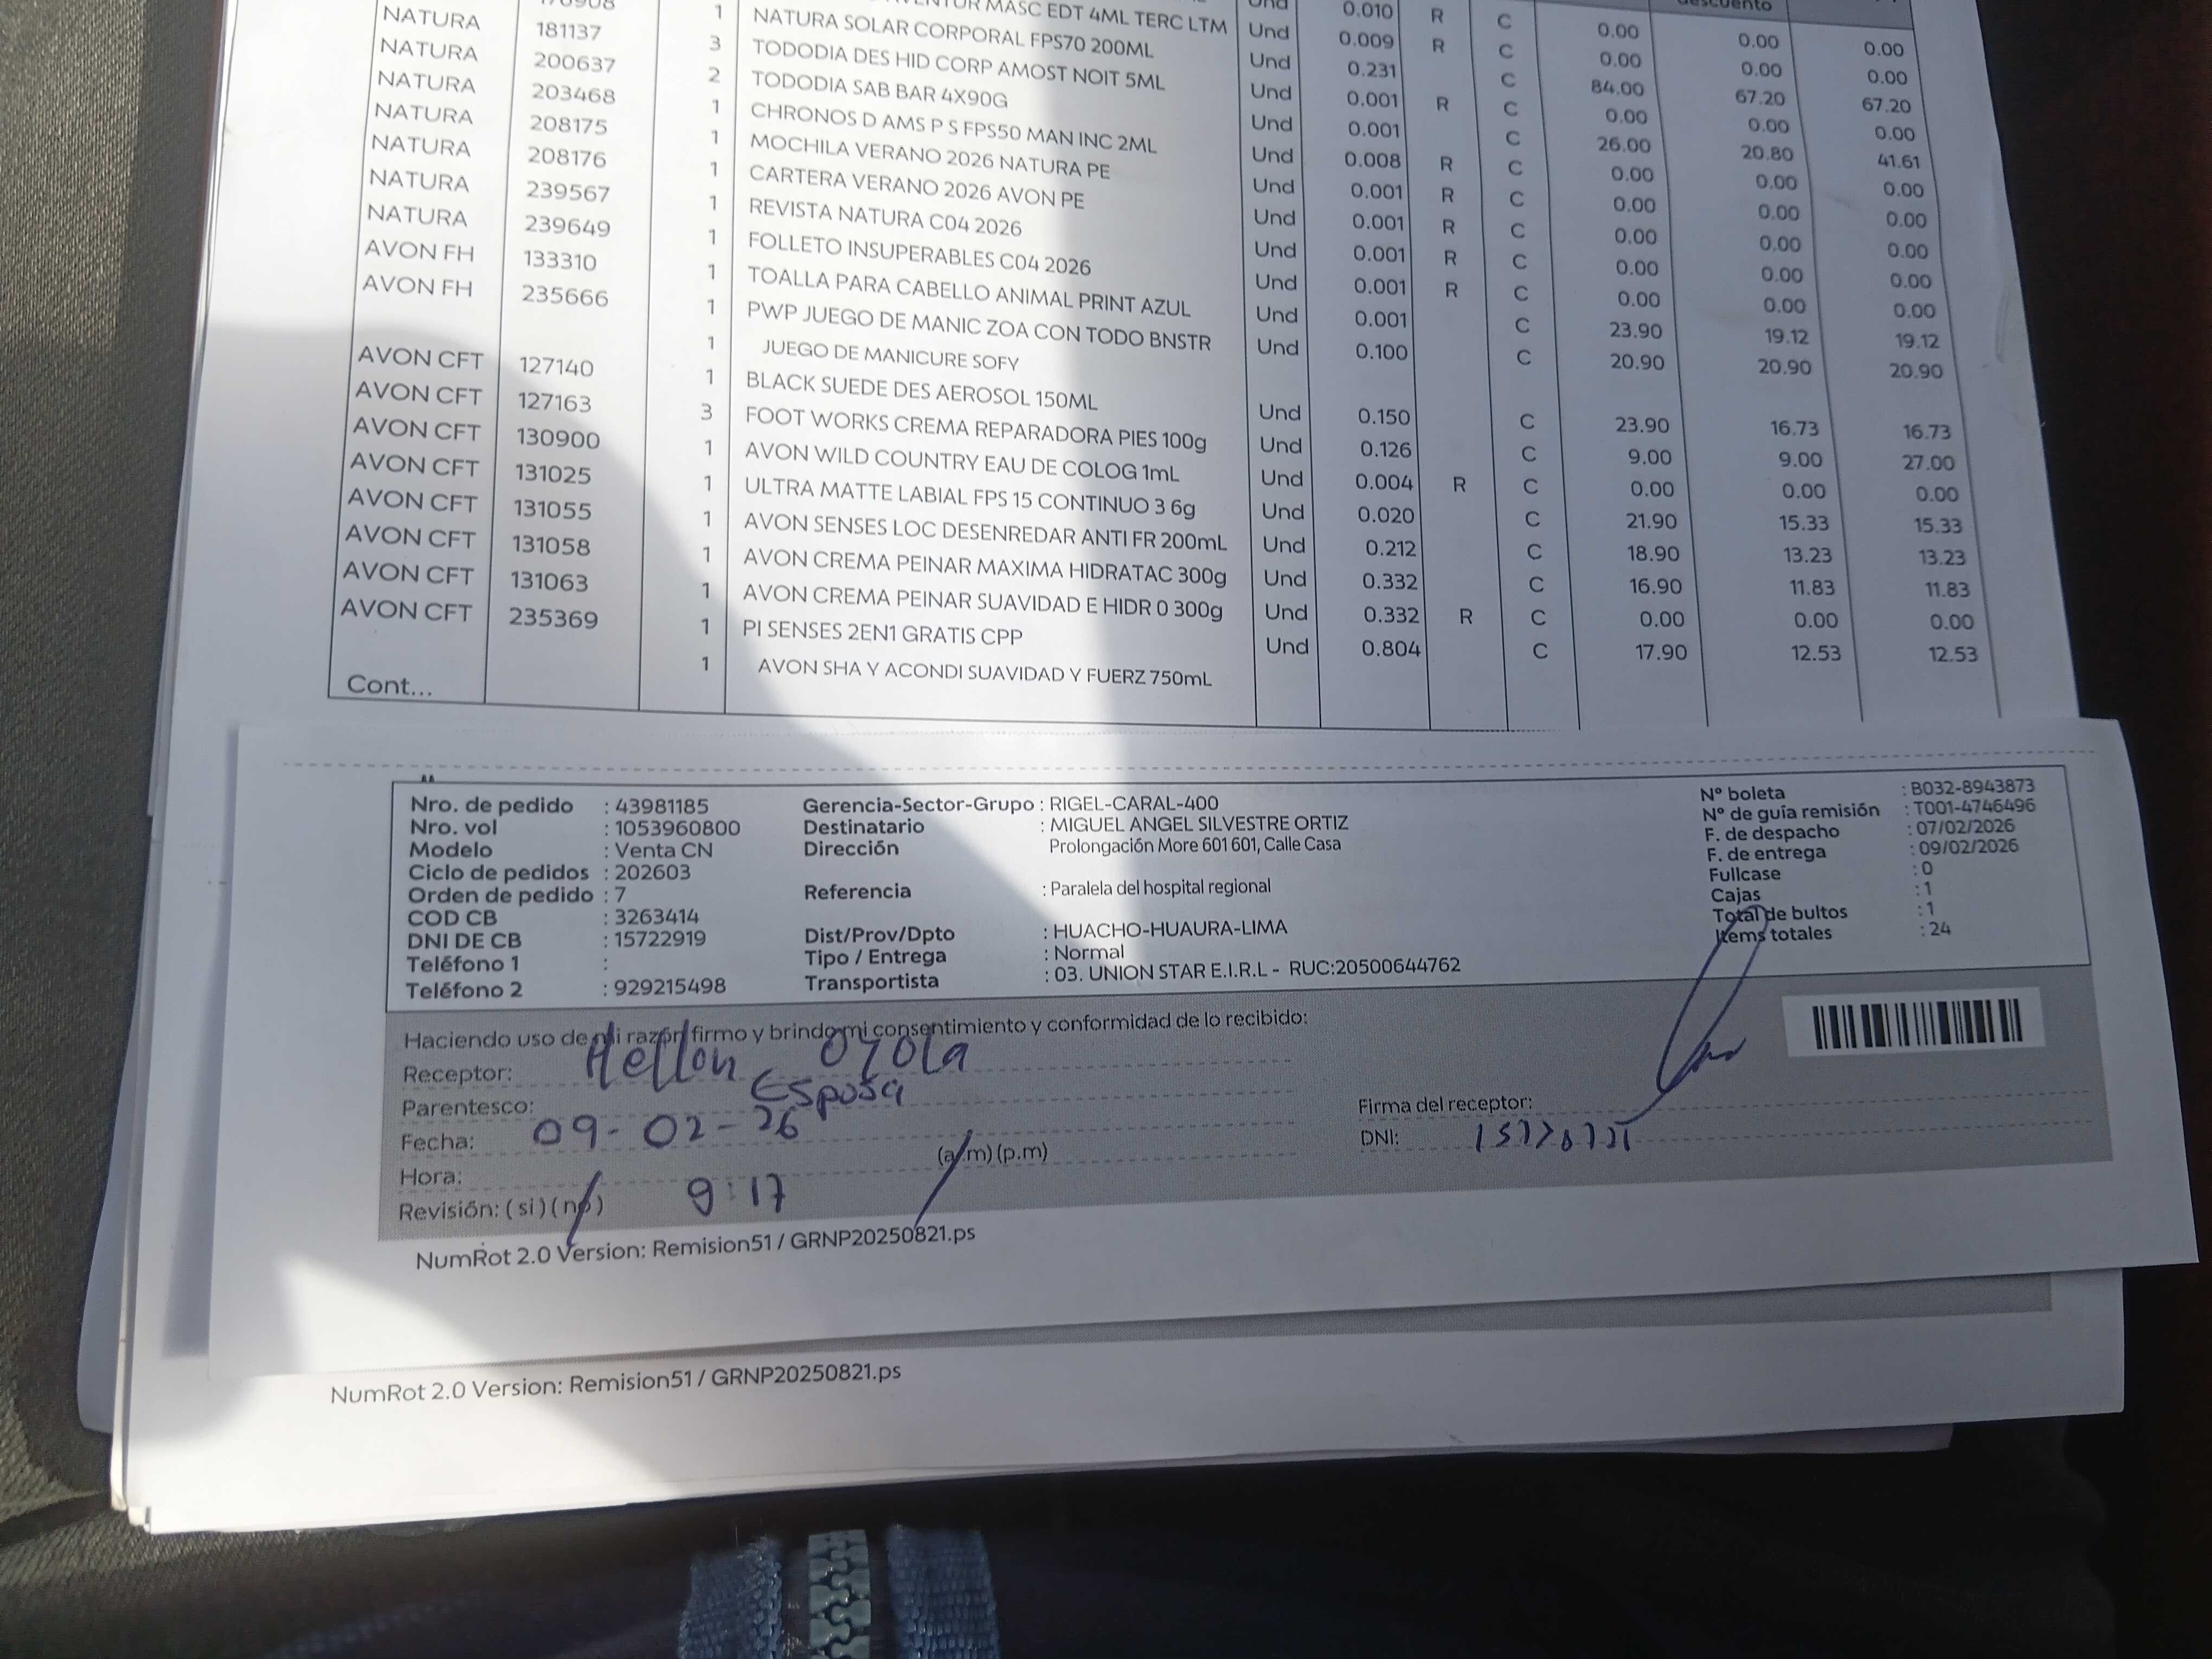 descuento
MASC EDT 4ML TERC LTM Und 0.010 R C 0.00 0.00 0.00
NATURA 181137 1 NATURA SOLAR CORPORAL FPS70 200ML Und 0.009 R C 0.00 0.00 0.00
NATURA 200637 3 TODODIA DES HID CORP AMOST NOIT 5ML Und 0.231 C 84.00 67.20 67.20
NATURA 203468 2 TODODIA SAB BAR 4X90G Und 0.001 R C 0.00 0.00 0.00
NATURA 208175 1 CHRONOS D AMS P S FPS50 MAN INC 2ML Und 0.001 C 26.00 20.80 41.61
NATURA 208176 1 MOCHILA VERANO 2026 NATURA PE Und 0.008 R C 0.00 0.00 0.00
NATURA 239567 1 CARTERA VERANO 2026 AVON PE Und 0.001 R C 0.00 0.00 0.00
NATURA 239649 1 REVISTA NATURA C04 2026 Und 0.001 R C 0.00 0.00 0.00
AVON FH 133310 1 FOLLETO INSUPERABLES C04 2026 Und 0.001 R C 0.00 0.00 0.00
AVON FH 235666 1 TOALLA PARA CABELLO ANIMAL PRINT AZUL Und 0.001 R C 0.00 0.00 0.00
1 PWP JUEGO DE MANIC ZOA CON TODO BNSTR Und 0.001 C 23.90 19.12 19.12
1 JUEGO DE MANICURE SOFY Und 0.100 C 20.90 20.90 20.90
AVON CFT 127140 1 BLACK SUEDE DES AEROSOL 150ML Und 0.150 C 23.90 16.73 16.73
AVON CFT 127163 3 FOOT WORKS CREMA REPARADORA PIES 100g Und 0.126 C 9.00 9.00 27.00
AVON CFT 130900 1 AVON WILD COUNTRY EAU DE COLOG 1mL Und 0.004 R C 0.00 0.00 0.00
AVON CFT 131025 1 ULTRA MATTE LABIAL FPS 15 CONTINUO 3 6g Und 0.020 C 21.90 15.33 15.33
AVON CFT 131055 1 AVON SENSES LOC DESENREDAR ANTI FR 200mL Und 0.212 C 18.90 13.23 13.23
AVON CFT 131058 1 AVON CREMA PEINAR MAXIMA HIDRATAC 300g Und 0.332 C 16.90 11.83 11.83
AVON CFT 131063 1 AVON CREMA PEINAR SUAVIDAD E HIDR 0 300g Und 0.332 R C 0.00 0.00 0.00
AVON CFT 235369 1 PI SENSES 2EN1 GRATIS CPP Und 0.804 C 17.90 12.53 12.53
1 AVON SHA Y ACONDI SUAVIDAD Y FUERZ 750mL
Cont...
Nro. de pedido : 43981185 Gerencia-Sector-Grupo : RIGEL-CARAL-400 N° boleta : B032-8943873
Nro. vol : 1053960800 Destinatario : MIGUEL ANGEL SILVESTRE ORTIZ N° de guía remisión : T001-4746496
Modelo : Venta CN Dirección Prolongación More 601 601, Calle Casa F. de despacho : 07/02/2026
Ciclo de pedidos : 202603 F. de entrega : 09/02/2026
Orden de pedido : 7 Referencia : Paralela del hospital regional Fullcase : 0
COD CB : 3263414 Cajas : 1
DNI DE CB : 15722919 Dist/Prov/Dpto : HUACHO-HUAURA-LIMA Total de bultos : 1
Teléfono 1 : Tipo / Entrega : Normal Items totales : 24
Teléfono 2 : 929215498 Transportista : 03. UNION STAR E.I.R.L - RUC:20500644762
Haciendo uso de mi razón firmo y brindo mi consentimiento y conformidad de lo recibido:
Receptor: Hellon Oyola
Parentesco: Esposa
Fecha: 09-02-26 Firma del receptor:
Hora: 9:17 (a.m) (p.m) DNI:
Revisión: ( si ) ( no )
NumRot 2.0 Version: Remision51 / GRNP20250821.ps
NumRot 2.0 Version: Remision51 / GRNP20250821.ps